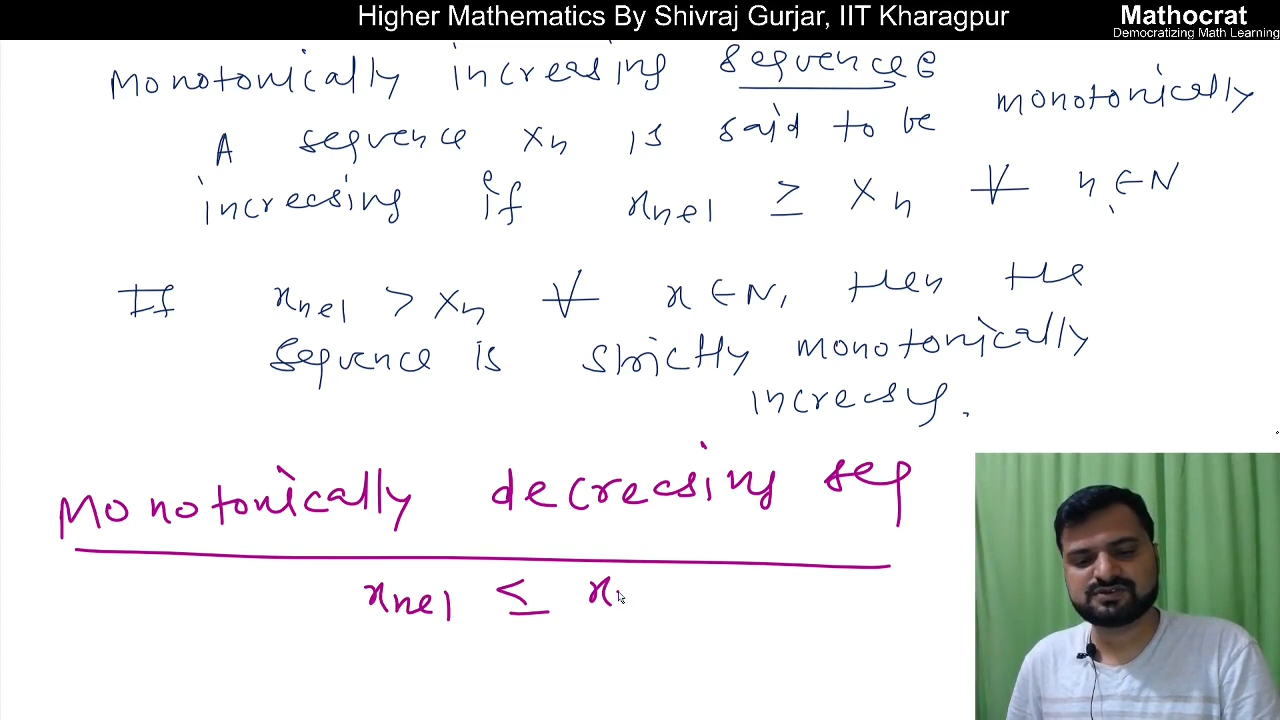 Higher Mathematics By Shivraj Gurjar, IIT Kharagpur
Mathocrat
Democratizing Math Learning
Monotonically increasing sequences
A sequence xn is said to be monotonically
increasing if xn+1 ≥ xn ∀ n ∈ N
If xn+1 > xn ∀ n ∈ N, then the
sequence is strictly monotonically
increasing.
Monotonically decreasing seq
xn+1 ≤ x